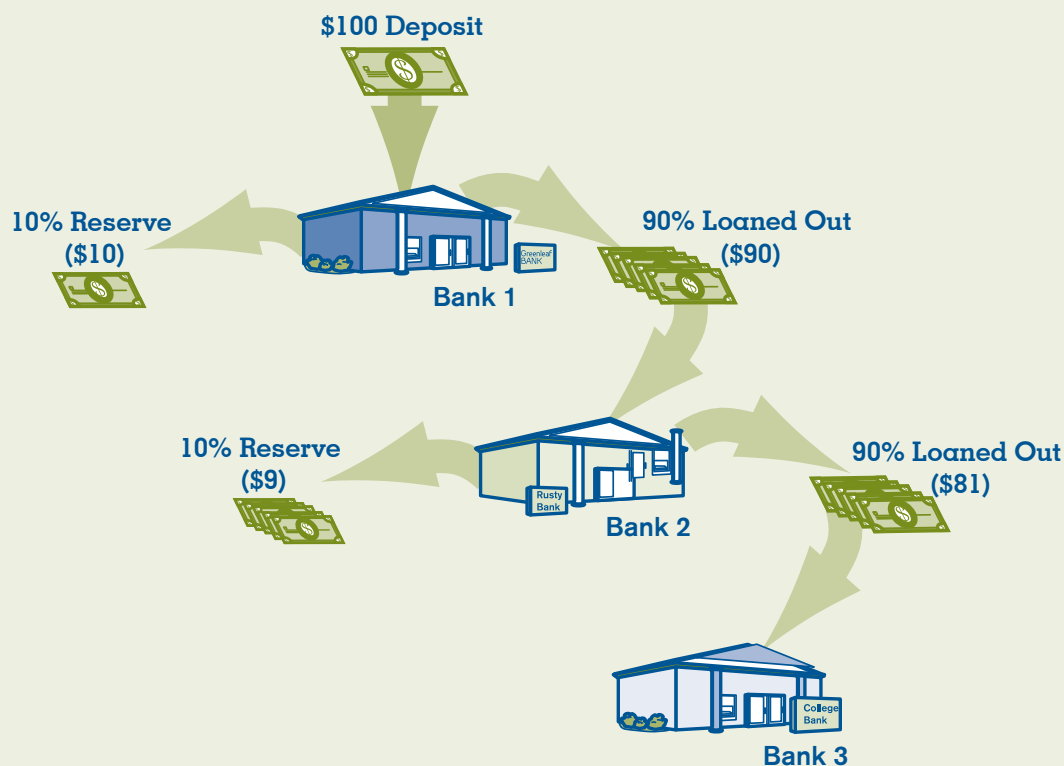 $100 Deposit
10% Reserve
($10)
90% Loaned Out
($90)
Greenleaf
BANK
Bank 1
10% Reserve
($9)
90% Loaned Out
($81)
Rusty
Bank
Bank 2
College
Bank
Bank 3